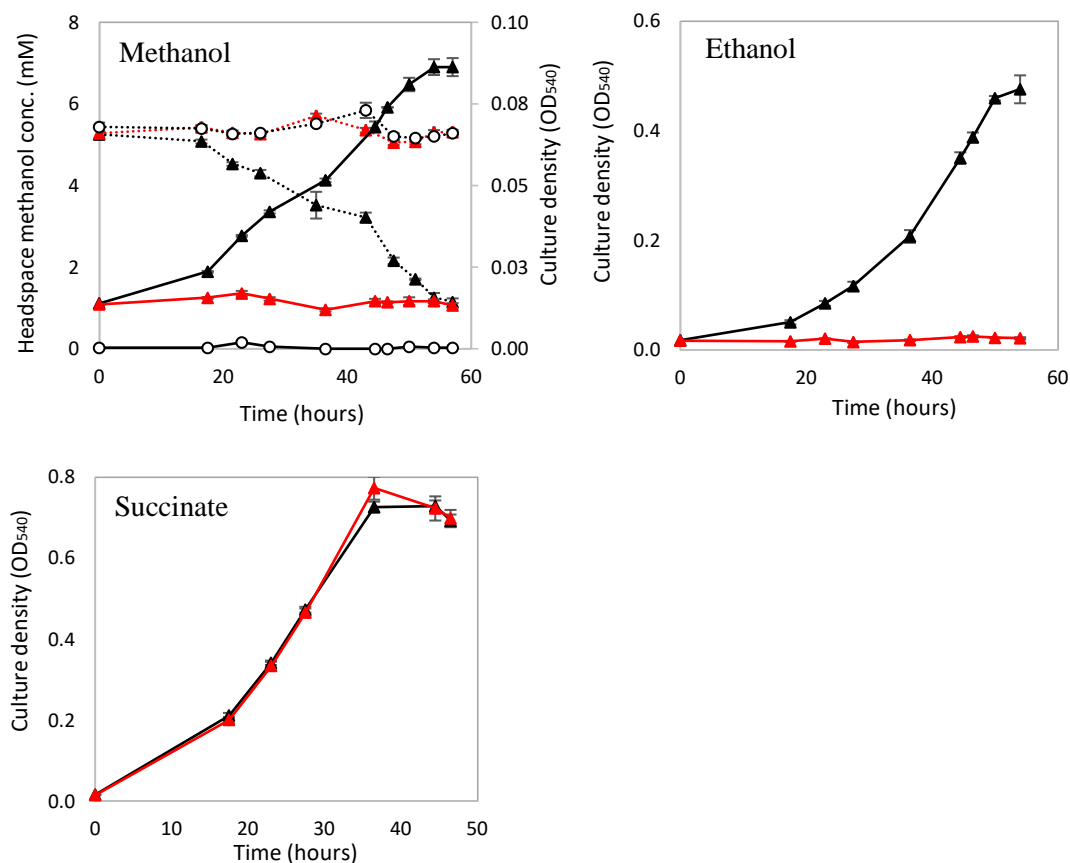 Methanol
Headspace methanol conc. (mM)
8
6
4
2
0
0.10
0.08
0.05
0.03
0.00
Culture density (OD540)
0 20 40 60
Time (hours)
Ethanol
Culture density (OD540)
0.6
0.4
0.2
0.0
0 20 40 60
Time (hours)
Succinate
Culture density (OD540)
0.8
0.6
0.4
0.2
0.0
0 10 20 30 40 50
Time (hours)